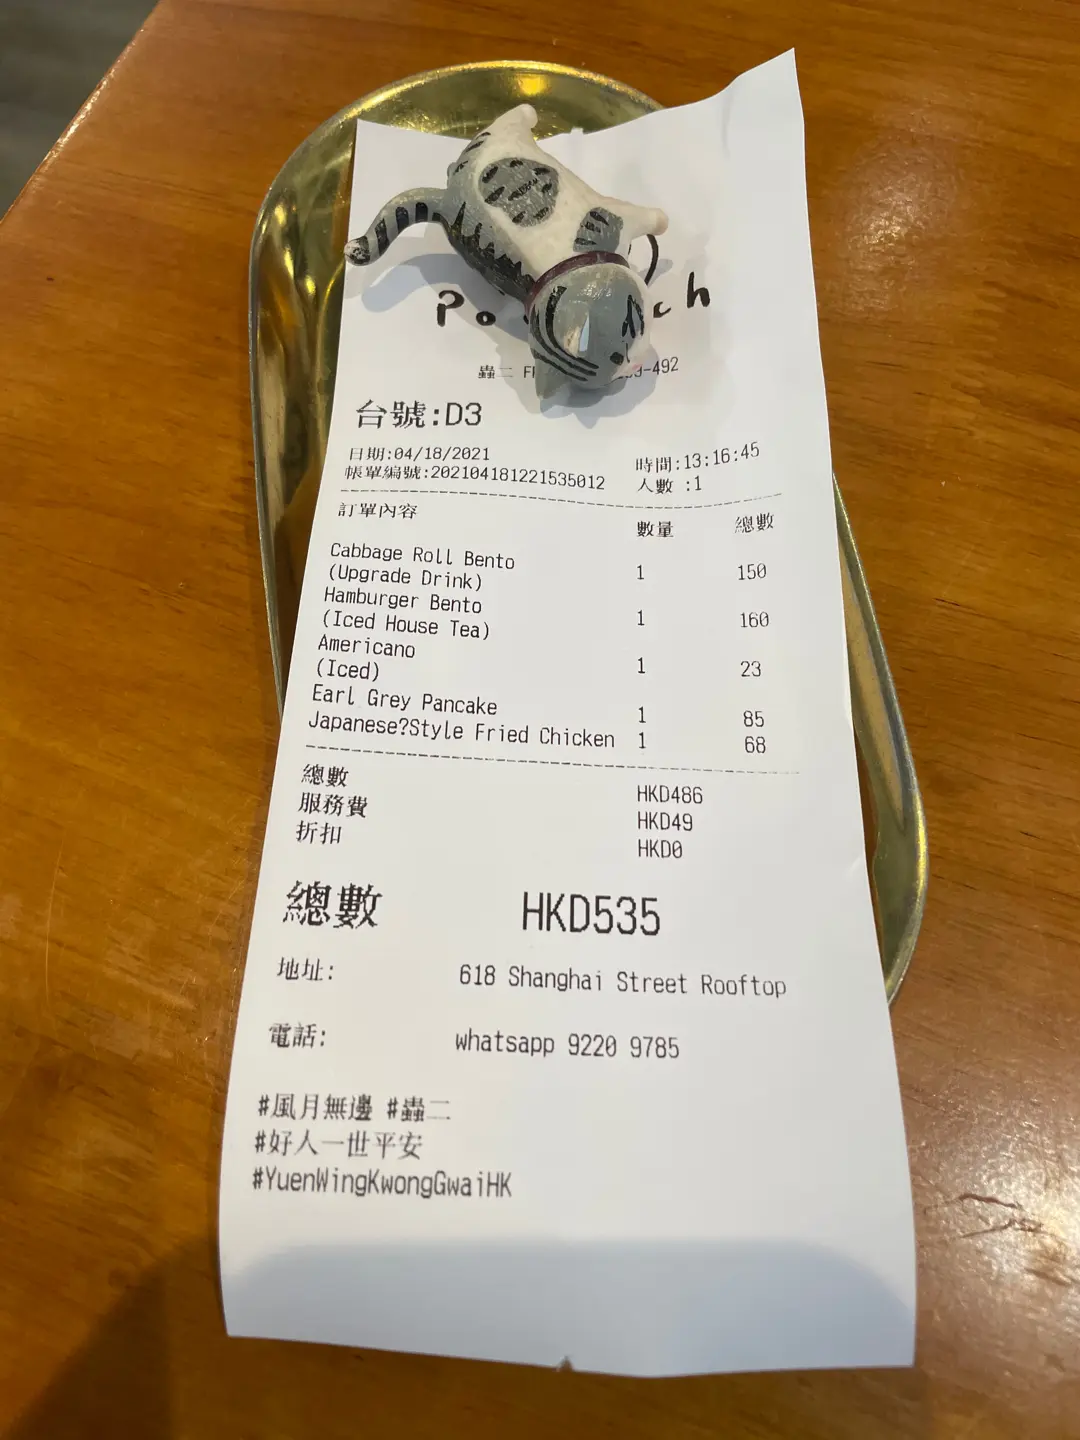 蟲二
台號:D3
日期:04/18/2021 時間:13:16:45
帳單編號:202104181221535012 人數 :1
訂單內容 數量 總數
Cabbage Roll Bento 1 150
(Upgrade Drink)
Hamburger Bento 1 160
(Iced House Tea)
Americano 1 23
(Iced)
Earl Grey Pancake 1 85
Japanese?Style Fried Chicken 1 68
總數 HKD486
服務費 HKD49
折扣 HKD0
總數 HKD535
地址: 618 Shanghai Street Rooftop
電話: whatsapp 9220 9785
#風月無邊 #蟲二
#好人一世平安
#YuenWingKwongGwaiHK